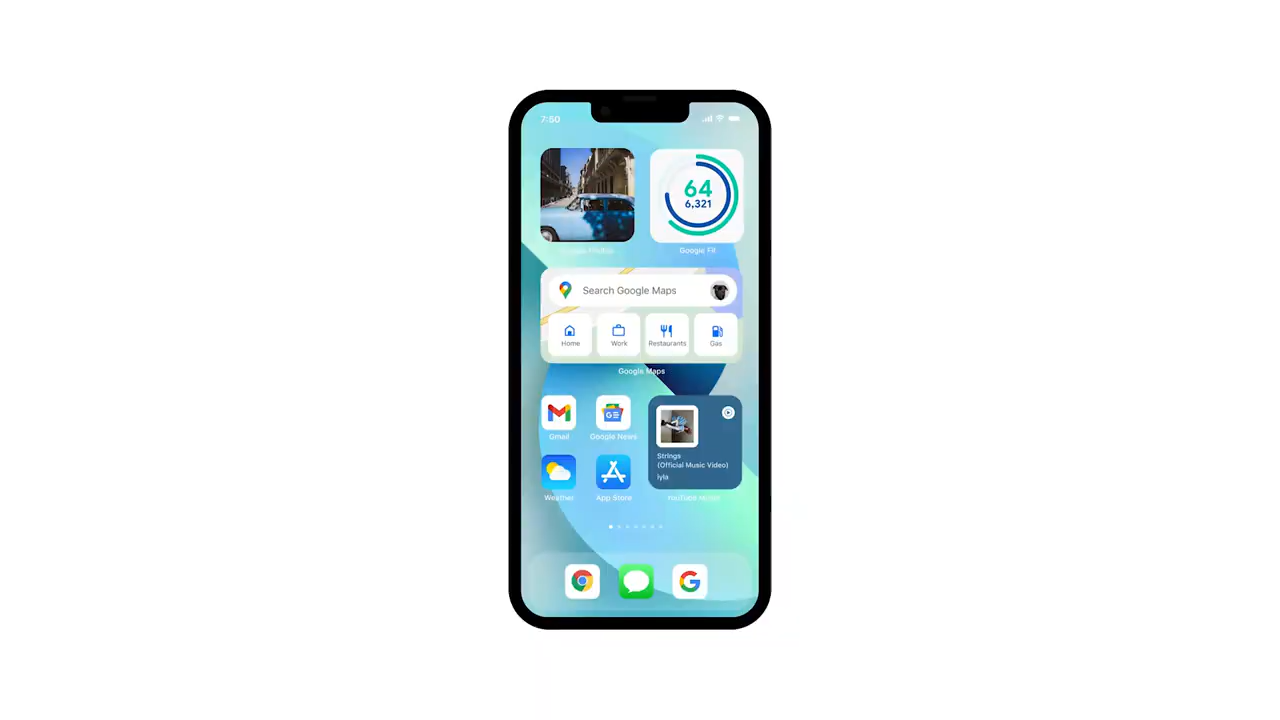 7:50
64
6,321
Google Fit
Search Google Maps
Home Work Restaurants Gas
Google Maps
Gmail Google News
Strings
(Official Music Video)
lyla
Weather App Store YouTube Music